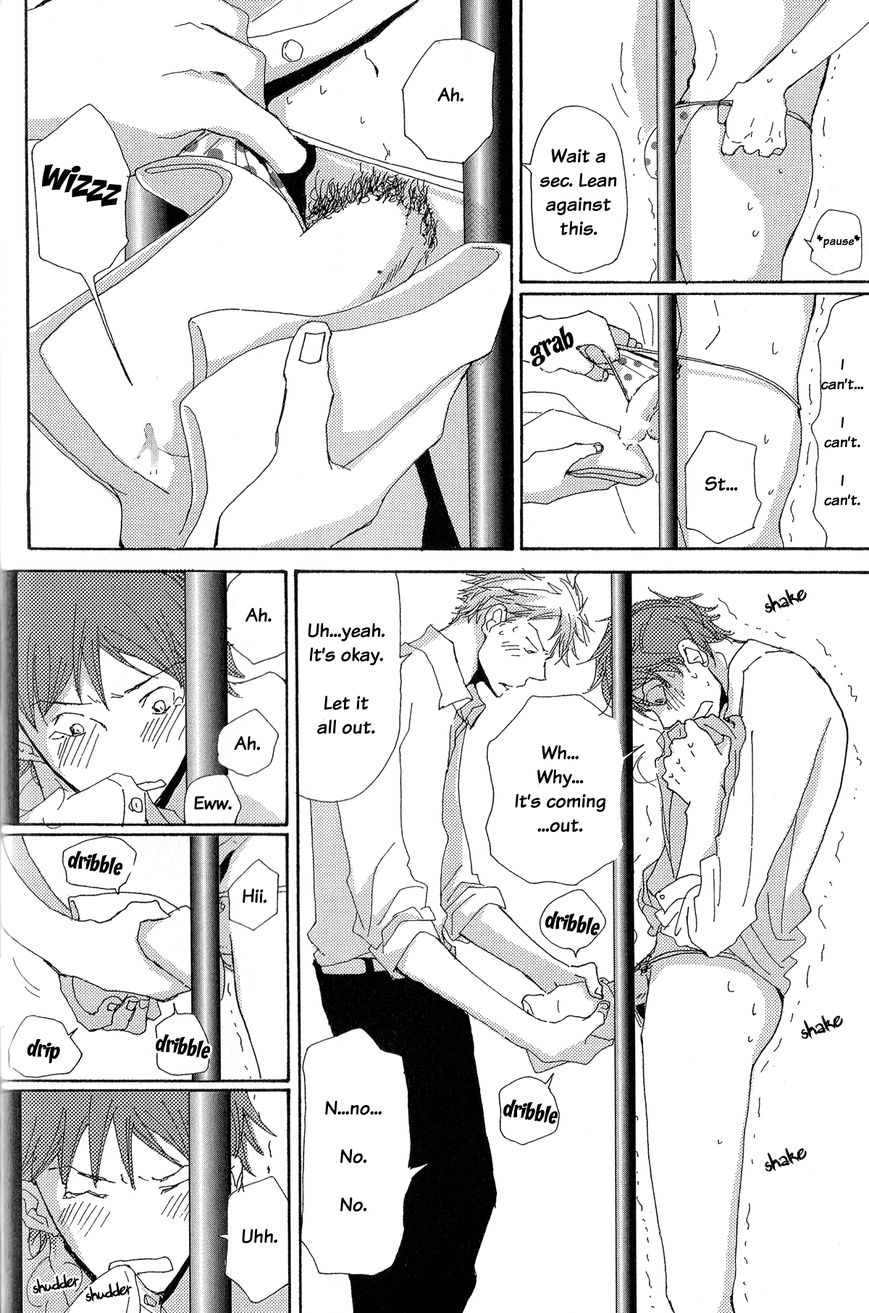 Wait a
sec. Lean
against
this.
*pause*
grab
I
can't...
I
can't.
I
can't.
St...
Ah.
Wizzz
shake
Wh...
Why...
It's coming
...out.
Uh...yeah.
It's okay.
Let it
all out.
dribble
shake
dribble
shake
N...no...
No.
No.
Ah.
Ah.
Eww.
dribble
Hii.
drip
dribble
Uhh.
shudder
shudder